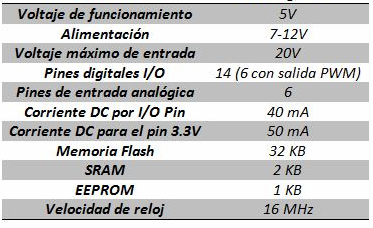 Voltaje de funcionamiento 5V
Alimentación 7-12V
Voltaje máximo de entrada 20V
Pines digitales I/O 14 (6 con salida PWM)
Pines de entrada analógica 6
Corriente DC por I/O Pin 40 mA
Corriente DC para el pin 3.3V 50 mA
Memoria Flash 32 KB
SRAM 2 KB
EEPROM 1 KB
Velocidad de reloj 16 MHz